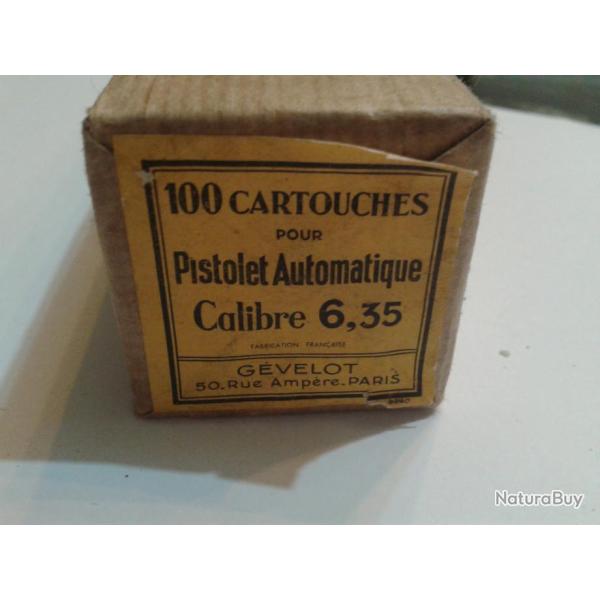 100 CARTOUCHES
POUR
Pistolet Automatique
Calibre 6,35
FABRICATION FRANÇAISE
GÉVELOT
50.Rue Ampère.PARIS
NaturaBuy